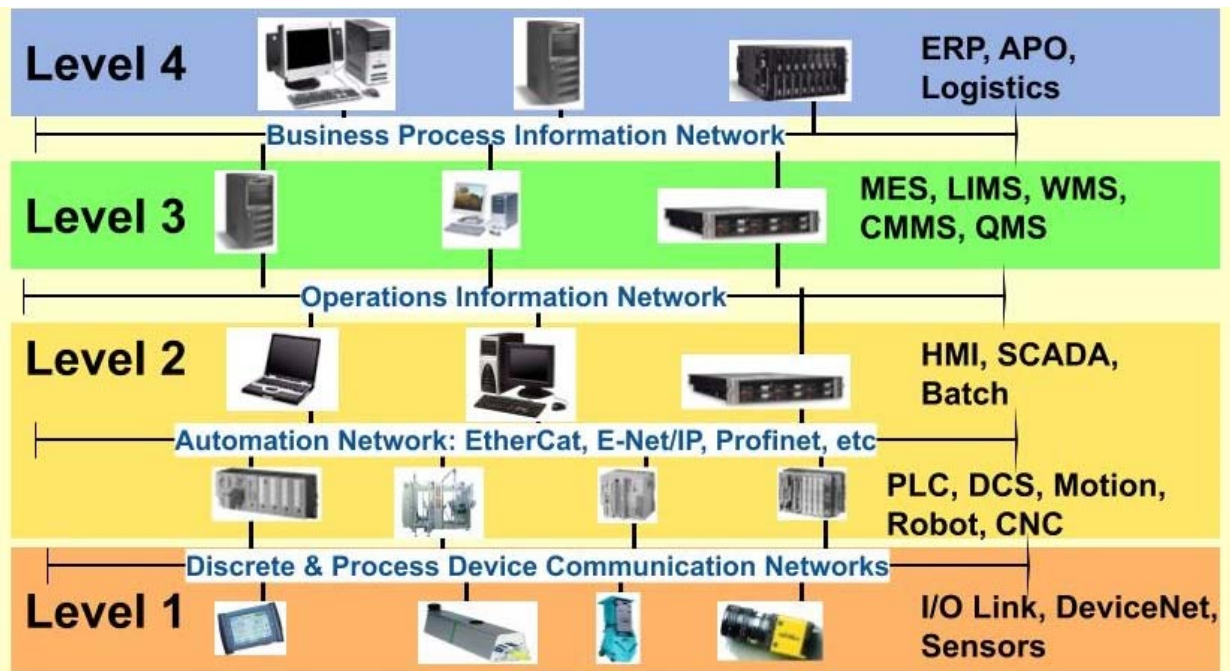 Level 4
ERP, APO,
Logistics
Business Process Information Network
Level 3
MES, LIMS, WMS,
CMMS, QMS
Operations Information Network
Level 2
HMI, SCADA,
Batch
Automation Network: EtherCat, E-Net/IP, Profinet, etc
PLC, DCS, Motion,
Robot, CNC
Discrete & Process Device Communication Networks
Level 1
I/O Link, DeviceNet,
Sensors